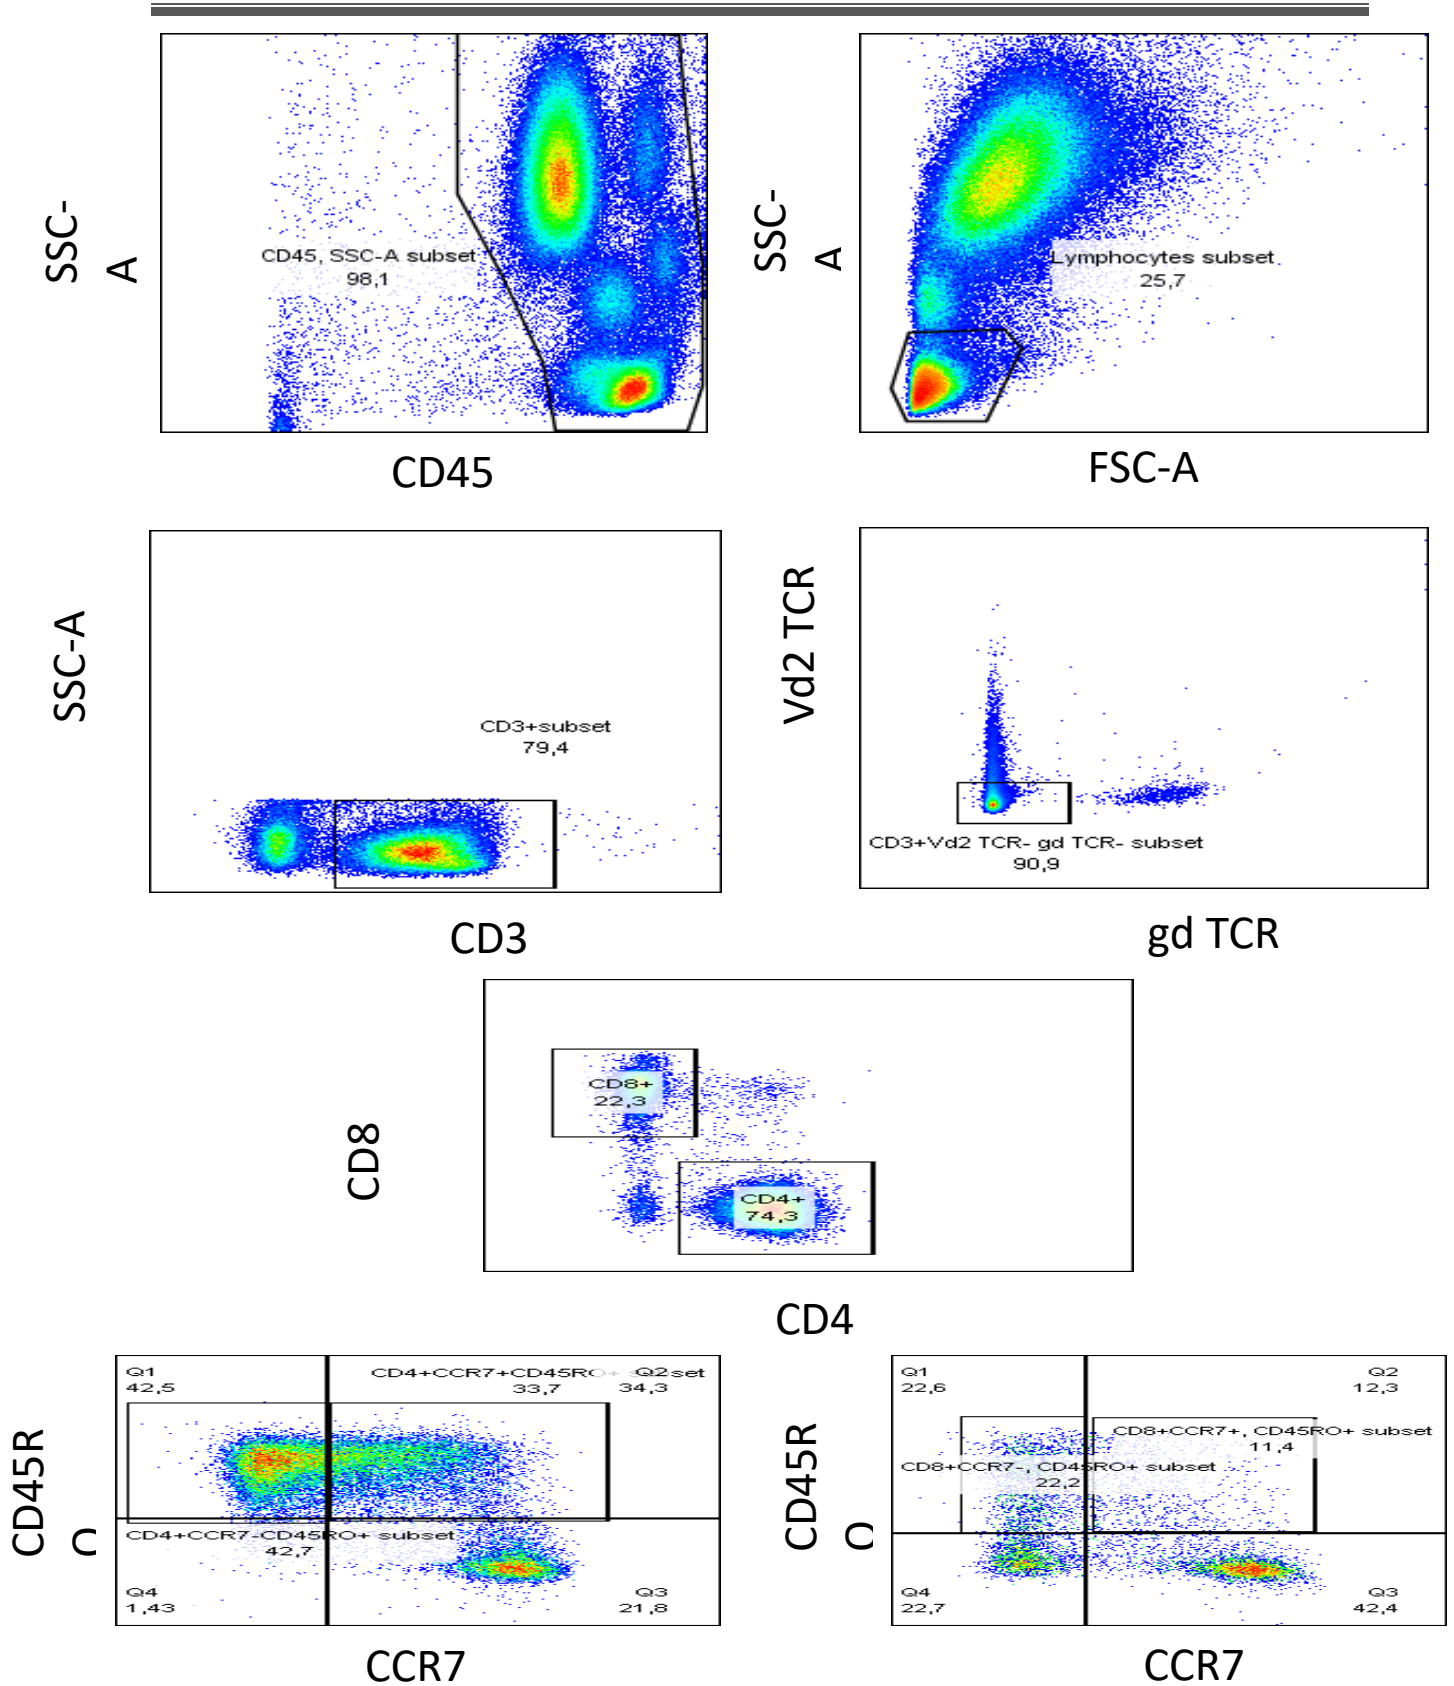 SSC-
A
CD45, SSC-A subset
98,1
CD45
SSC-
A
Lymphocytes subset
25,7
FSC-A
SSC-A
CD3+subset
79,4
CD3
Vd2 TCR
CD3+Vd2 TCR- gd TCR- subset
90,9
gd TCR
CD8
CD8+
22,3
CD4+
74,3
CD4
CD45R
O
Q1
42,5
CD4+CCR7+CD45RO+ subset
33,7
Q2
34,3
CD4+CCR7-CD45RO+ subset
42,7
Q4
1,43
Q3
21,8
CCR7
CD45R
O
Q1
22,6
Q2
12,3
CD8+CCR7+, CD45RO+ subset
11,4
CD8+CCR7-, CD45RO+ subset
22,2
Q4
22,7
Q3
42,4
CCR7